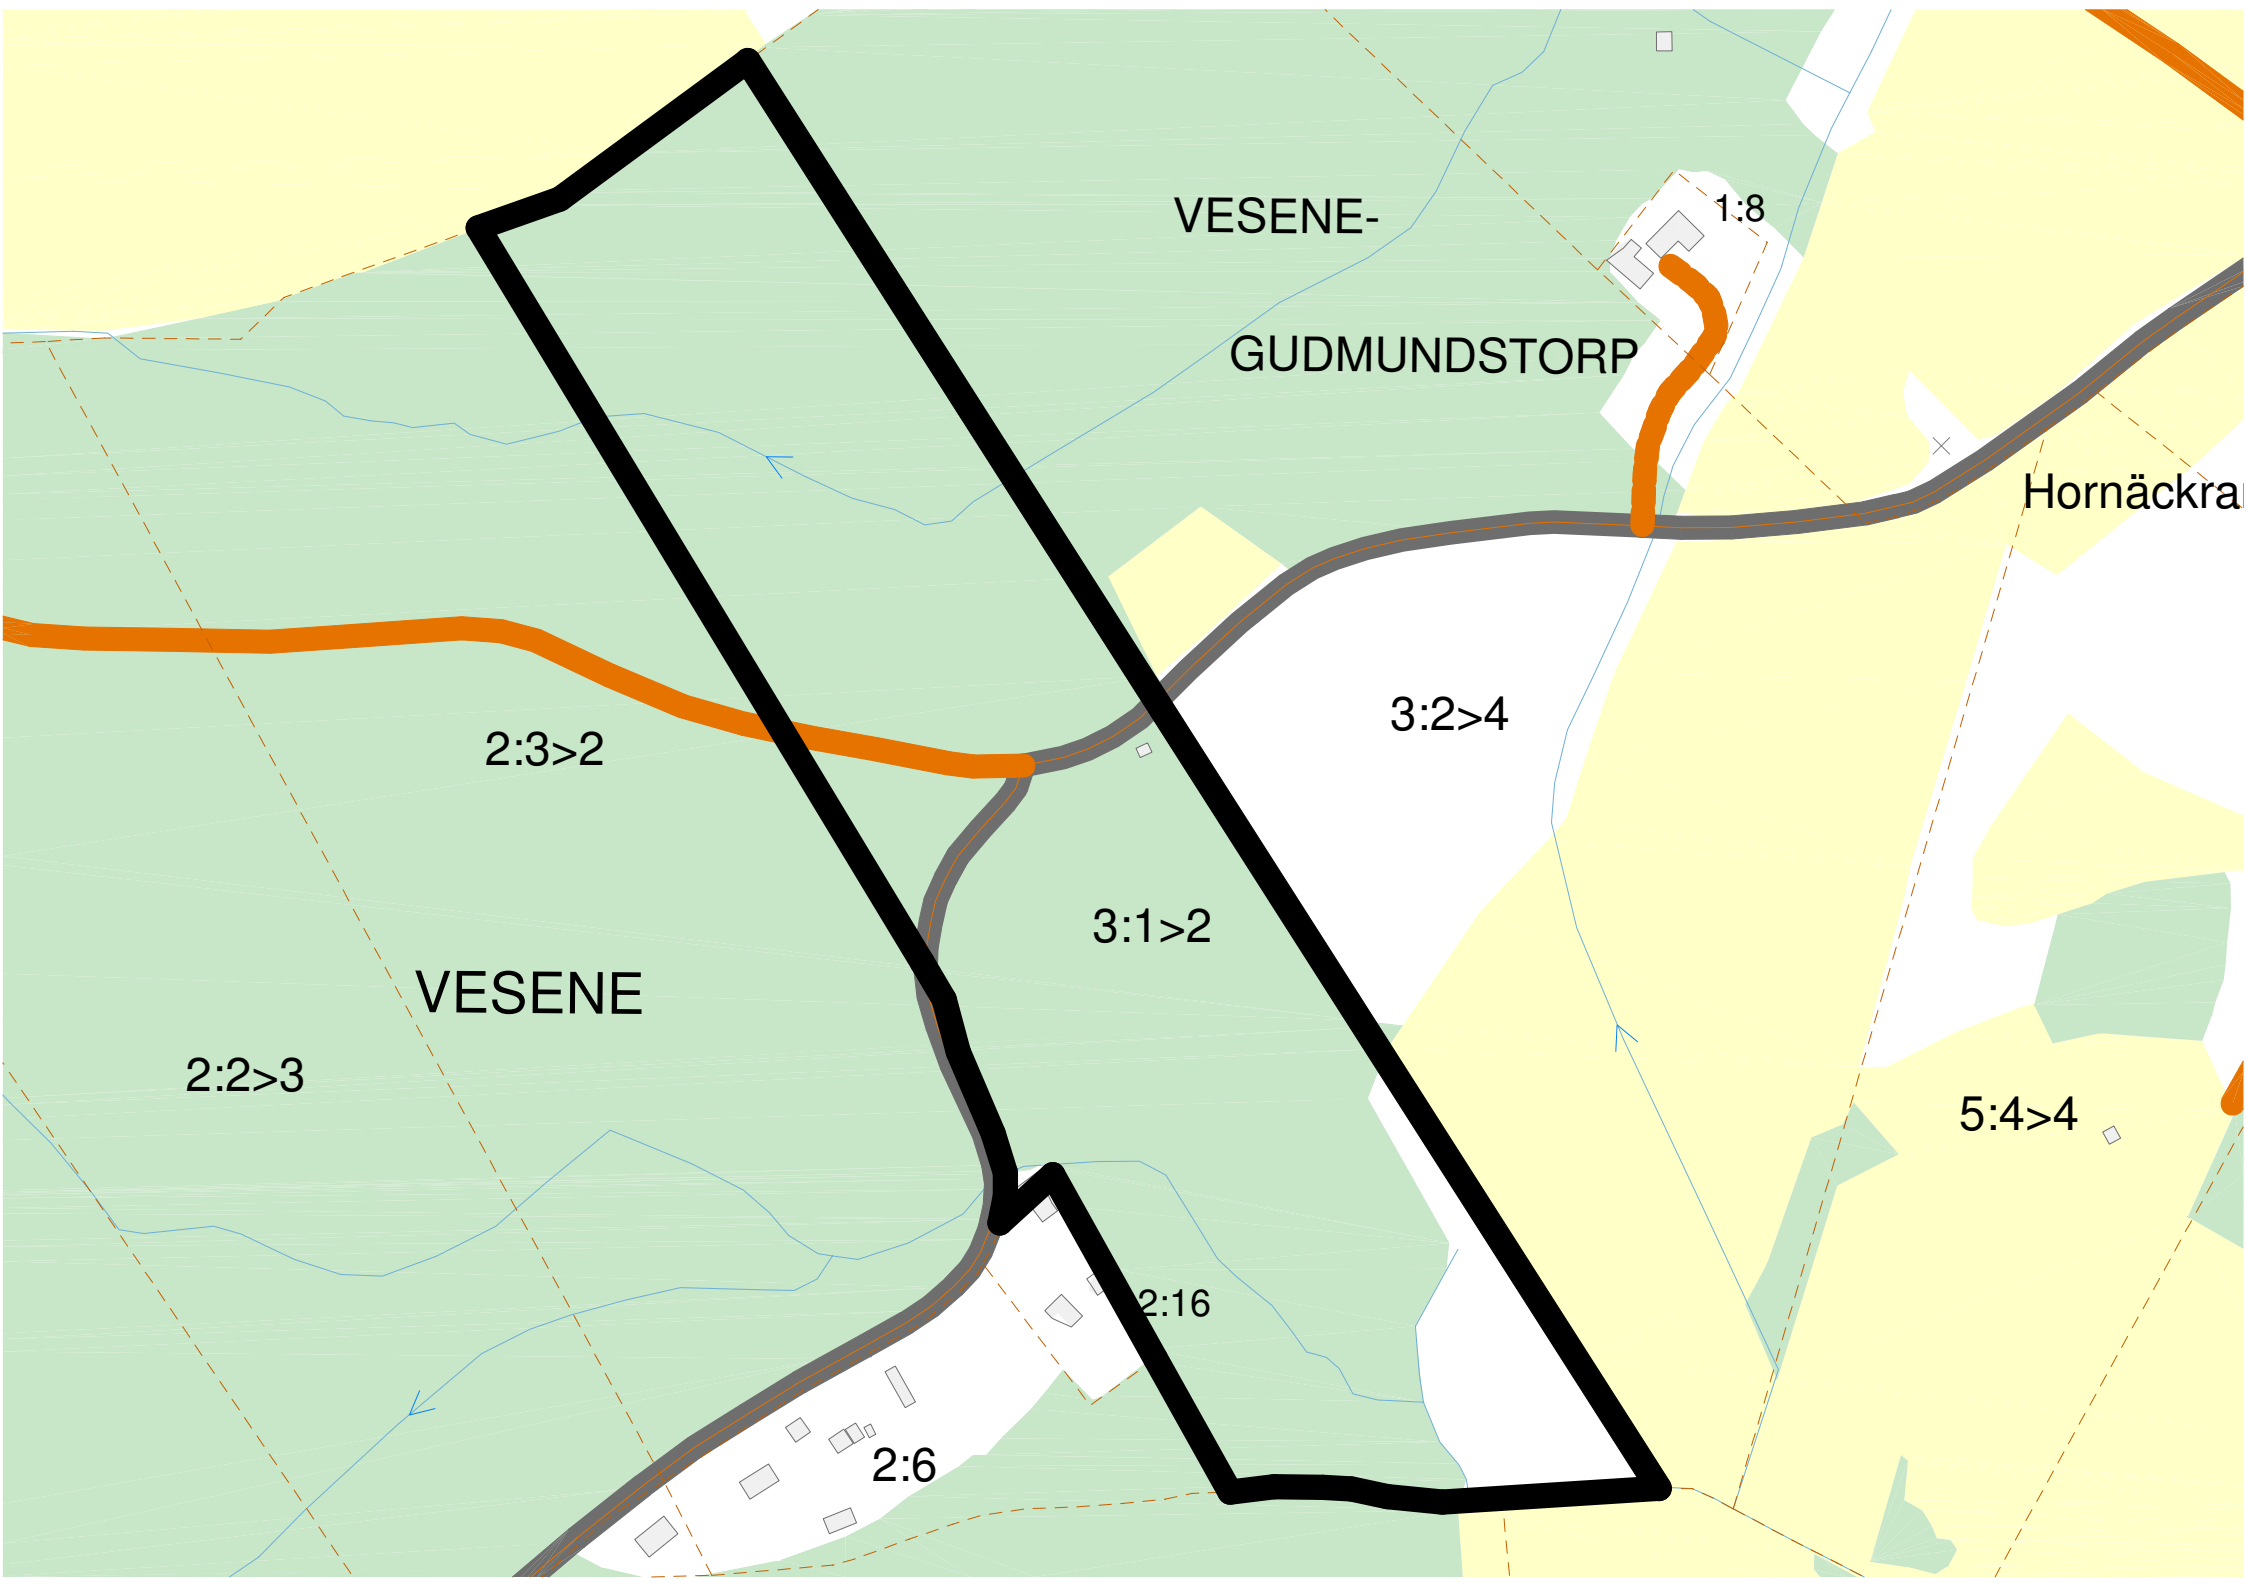 VESENE-
1:8
GUDMUNDSTORP
Hornäckra
3:2>4
2:3>2
3:1>2
VESENE
2:2>3
5:4>4
2:16
2:6